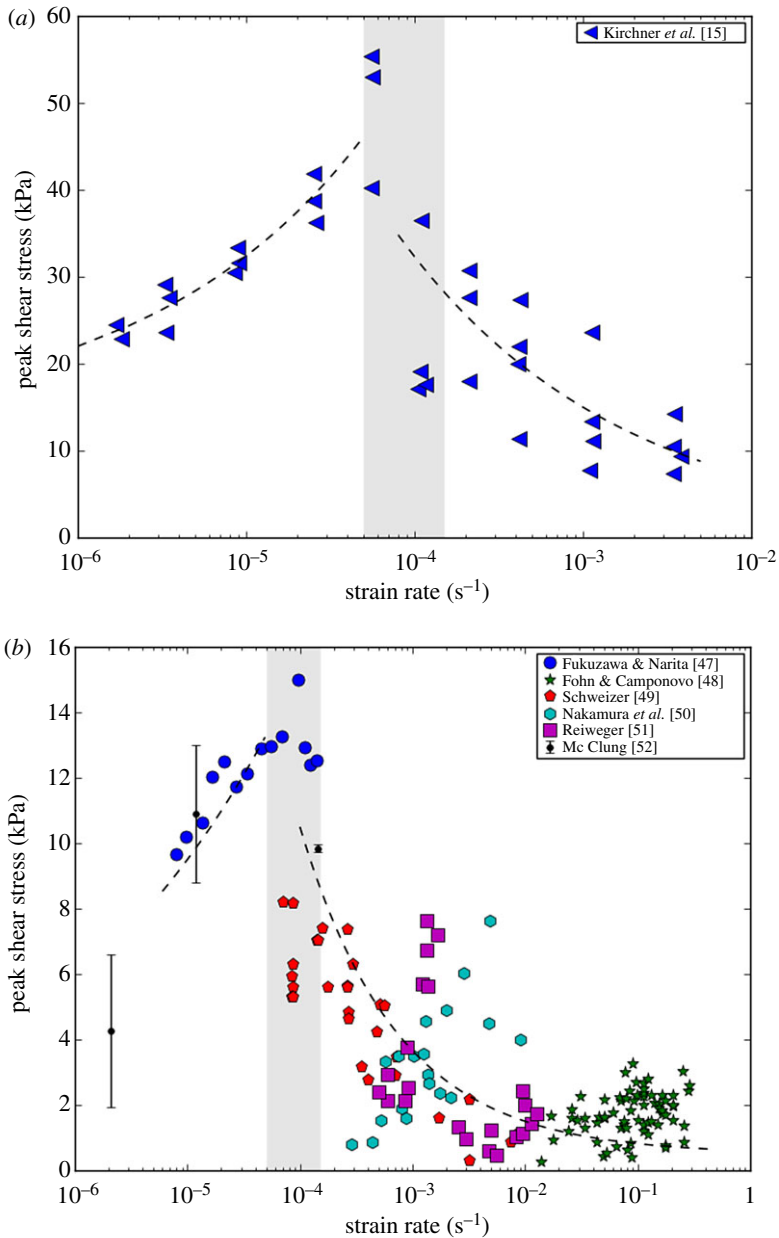 (a)
60
50
40
30
20
10
0
peak shear stress (kPa)
Kirchner et al. [15]
10⁻⁶
10⁻⁵
10⁻⁴
10⁻³
10⁻²
strain rate (s⁻¹)
(b)
16
14
12
10
8
6
4
2
0
peak shear stress (kPa)
Fukuzawa & Narita [47]
Fohn & Camponovo [48]
Schweizer [49]
Nakamura et al. [50]
Reiweger [51]
Mc Clung [52]
10⁻⁶
10⁻⁵
10⁻⁴
10⁻³
10⁻²
10⁻¹
1
strain rate (s⁻¹)